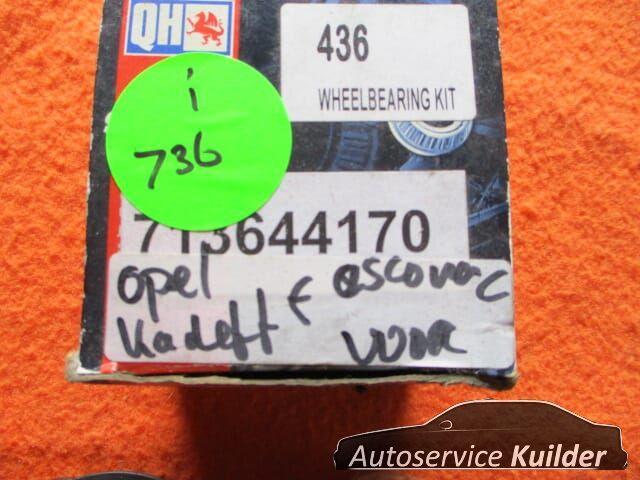 QH
436
WHEELBEARING KIT
i
736
713644170
Opel
Kadett E ascona C
voor
Autoservice Kuilder